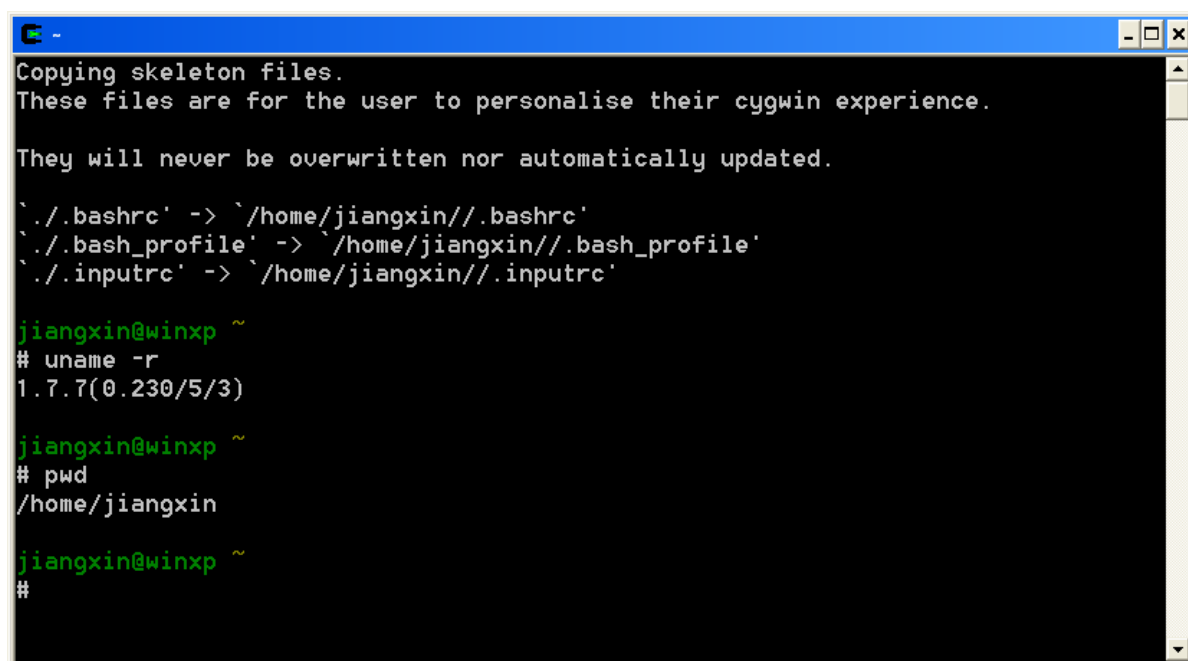 ~
Copying skeleton files.
These files are for the user to personalise their cygwin experience.
They will never be overwritten nor automatically updated.
`./.bashrc' -> `/home/jiangxin//.bashrc'
`./.bash_profile' -> `/home/jiangxin//.bash_profile'
`./.inputrc' -> `/home/jiangxin//.inputrc'
jiangxin@winxp ~
# uname -r
1.7.7(0.230/5/3)
jiangxin@winxp ~
# pwd
/home/jiangxin
jiangxin@winxp ~
#